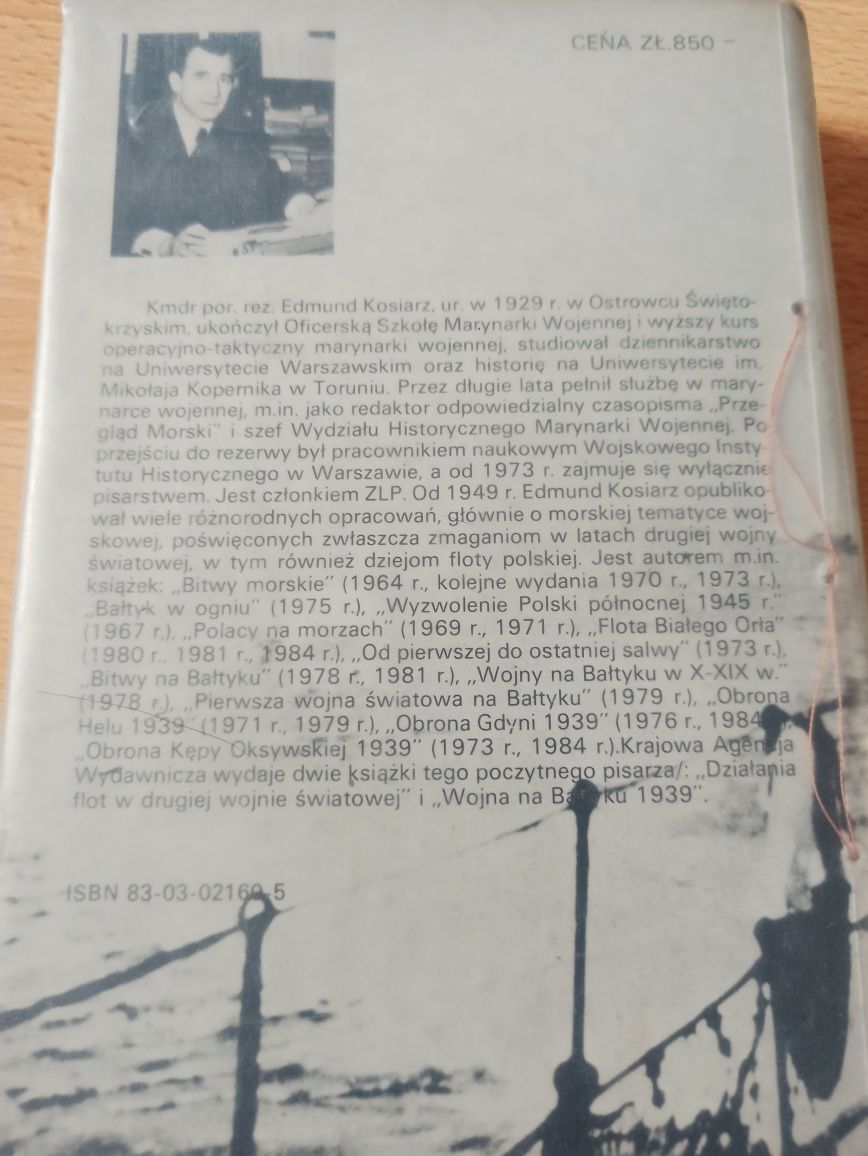 CENA ZŁ.850 –
Kmdr por. rez. Edmund Kosiarz, ur. w 1929 r. w Ostrowcu Święto-
krzyskim, ukończył Oficerską Szkołę Marynarki Wojennej i wyższy kurs
operacyjno-taktyczny marynarki wojennej, studiował dziennikarstwo
na Uniwersytecie Warszawskim oraz historię na Uniwersytecie im.
Mikołaja Kopernika w Toruniu. Przez długie lata pełnił służbę w mary-
narce wojennej, m.in. jako redaktor odpowiedzialny czasopisma „Prze-
gląd Morski" i szef Wydziału Historycznego Marynarki Wojennej. Po
przejściu do rezerwy był pracownikiem naukowym Wojskowego Insty-
tutu Historycznego w Warszawie, a od 1973 r. zajmuje się wyłącznie
pisarstwem. Jest członkiem ZLP. Od 1949 r. Edmund Kosiarz opubliko-
wał wiele różnorodnych opracowań, głównie o morskiej tematyce woj-
skowej, poświęconych zwłaszcza zmaganiom w latach drugiej wojny
światowej, w tym również dziejom floty polskiej. Jest autorem m.in.
książek: „Bitwy morskie" (1964 r., kolejne wydania 1970 r., 1973 r.),
„Bałtyk w ogniu" (1975 r.), „Wyzwolenie Polski północnej 1945 r."
(1967 r.), „Polacy na morzach" (1969 r., 1971 r.), „Flota Białego Orła"
(1980 r., 1981 r., 1984 r.), „Od pierwszej do ostatniej salwy" (1973 r.),
„Bitwy na Bałtyku" (1978 r., 1981 r.), „Wojny na Bałtyku w X-XIX w."
(1978 r.), „Pierwsza wojna światowa na Bałtyku" (1979 r.), „Obrona
Helu 1939" (1971 r., 1979 r.), „Obrona Gdyni 1939" (1976 r., 1984 r.),
„Obrona Kępy Oksywskiej 1939" (1973 r., 1984 r.).Krajowa Agencja
Wydawnicza wydaje dwie książki tego poczytnego pisarza/: „Działania
flot w drugiej wojnie światowej" i „Wojna na Bałtyku 1939".
ISBN 83-03-02160-5